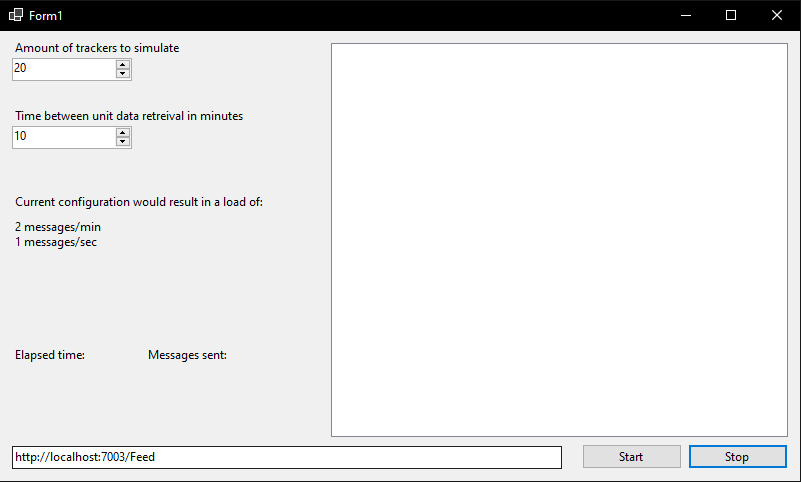 Form1
Amount of trackers to simulate
20
Time between unit data retreival in minutes
10
Current configuration would result in a load of:
2 messages/min
1 messages/sec
Elapsed time: Messages sent:
http://localhost:7003/Feed Start Stop